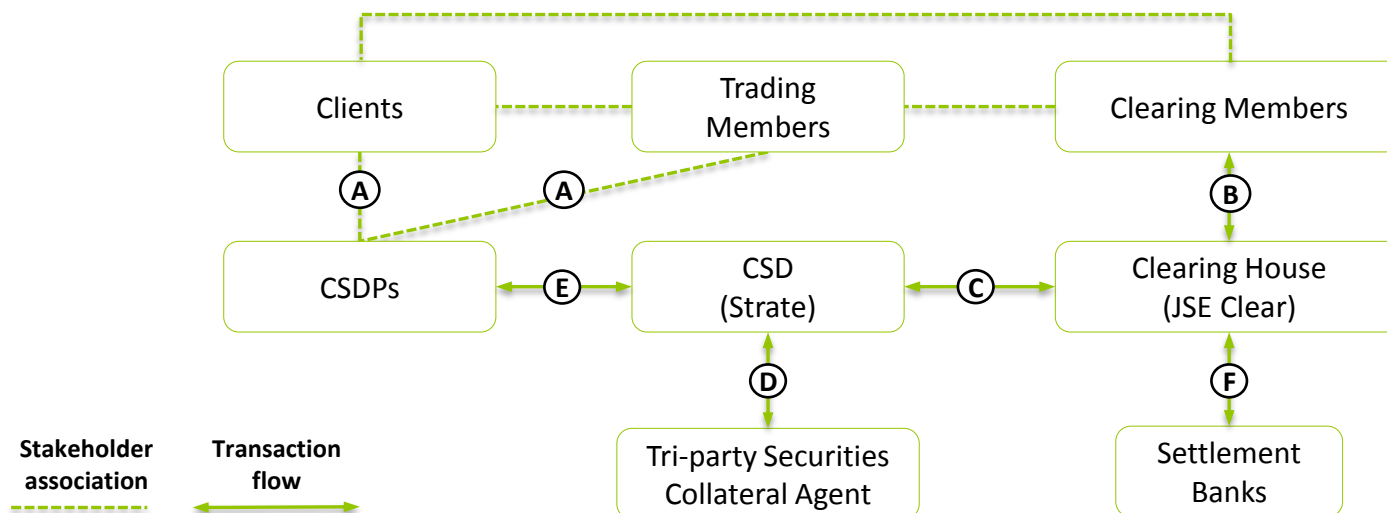 Clients
Trading
Members
Clearing Members
A
A
B
CSDPs
E
CSD
(Strate)
C
Clearing House
(JSE Clear)
D
F
Stakeholder
association
Transaction
flow
Tri-party Securities
Collateral Agent
Settlement
Banks